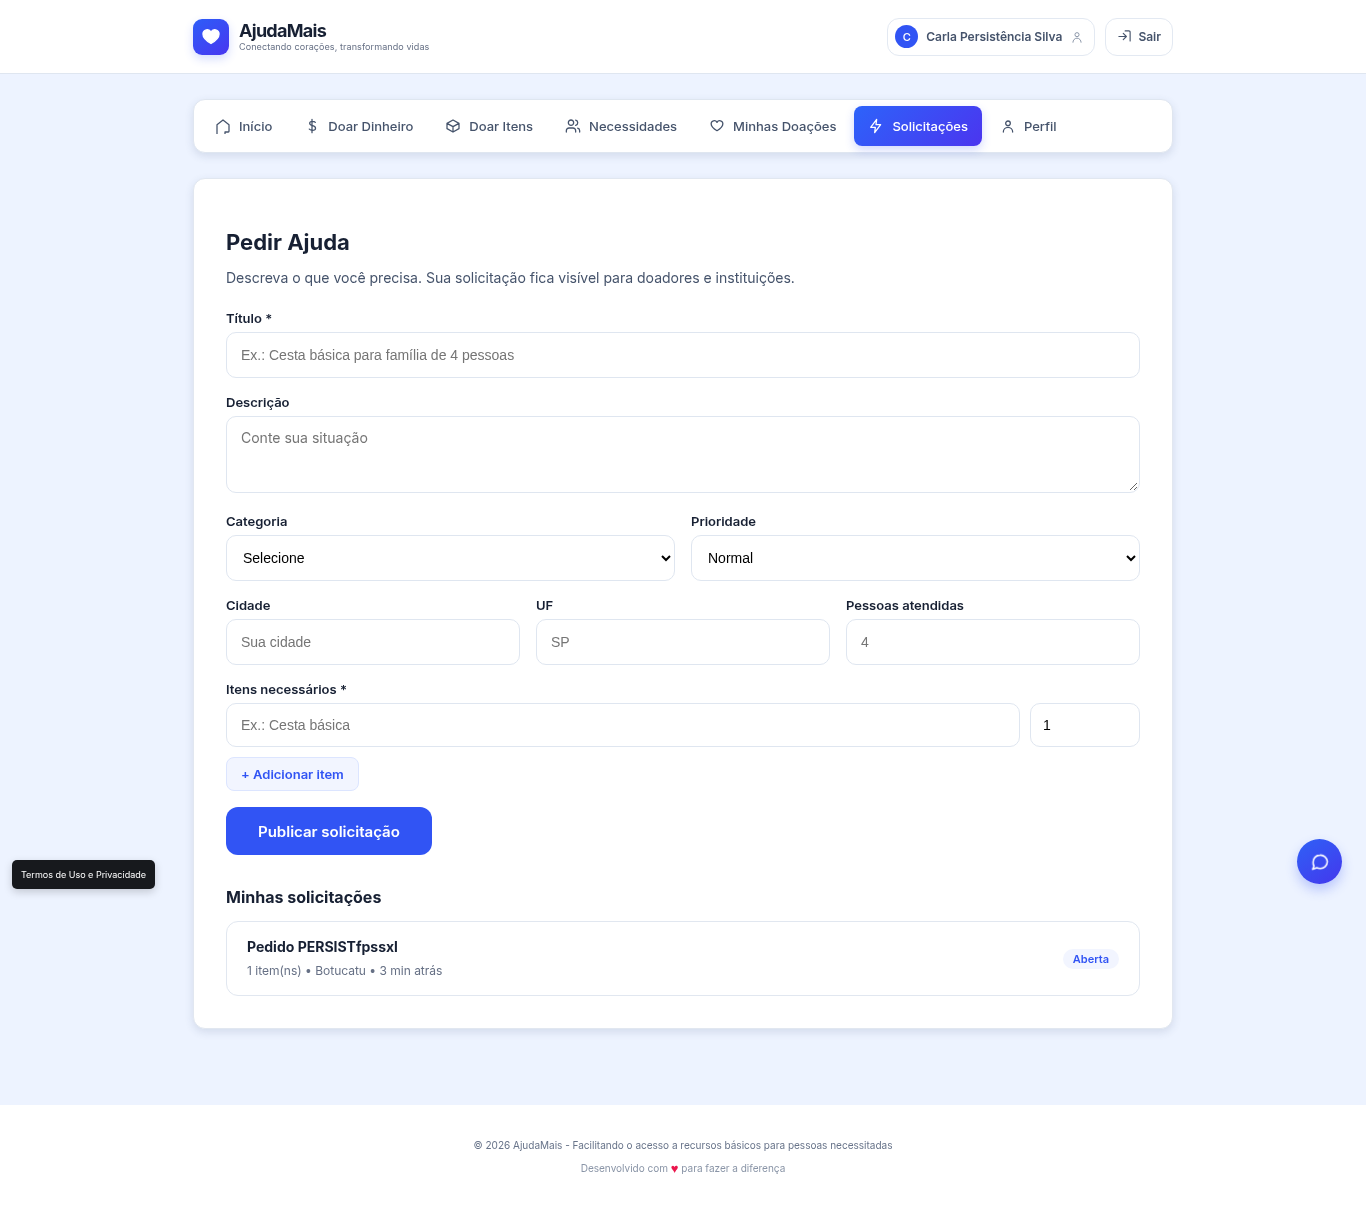 AjudaMais
Conectando corações, transformando vidas
C Carla Persistência Silva
Sair
Início
Doar Dinheiro
Doar Itens
Necessidades
Minhas Doações
Solicitações
Perfil
Pedir Ajuda
Descreva o que você precisa. Sua solicitação fica visível para doadores e instituições.
Título *
Ex.: Cesta básica para família de 4 pessoas
Descrição
Conte sua situação
Categoria
Prioridade
Selecione
Normal
Cidade
UF
Pessoas atendidas
Sua cidade
SP
4
Itens necessários *
Ex.: Cesta básica
1
+ Adicionar item
Publicar solicitação
Termos de Uso e Privacidade
Minhas solicitações
Pedido PERSISTfpssxl
1 item(ns) • Botucatu • 3 min atrás
Aberta
© 2026 AjudaMais - Facilitando o acesso a recursos básicos para pessoas necessitadas
Desenvolvido com ♥ para fazer a diferença